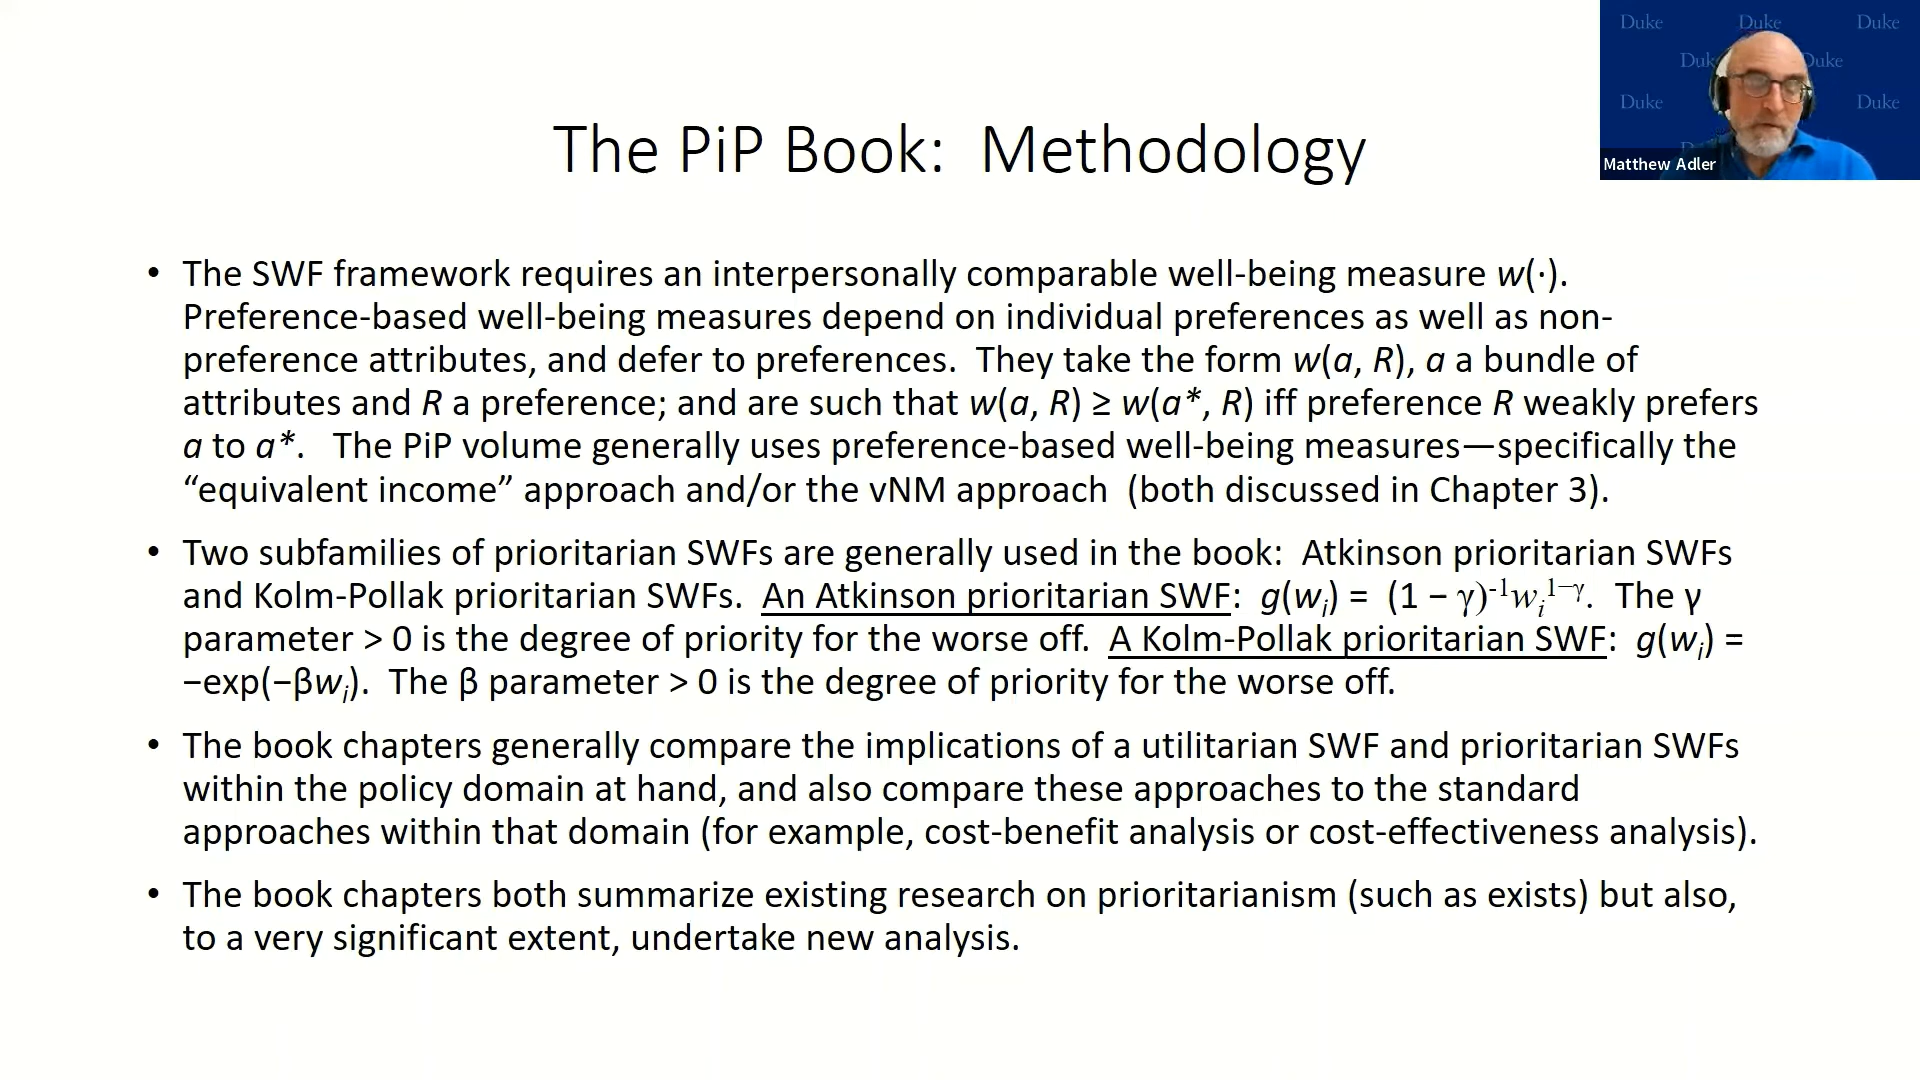 Duke Duke Duke
Duke Duke
Duke Duke
Matthew Adler
The PiP Book: Methodology
• The SWF framework requires an interpersonally comparable well-being measure w(·).
Preference-based well-being measures depend on individual preferences as well as non-
preference attributes, and defer to preferences. They take the form w(a, R), a a bundle of
attributes and R a preference; and are such that w(a, R) ≥ w(a*, R) iff preference R weakly prefers
a to a*. The PiP volume generally uses preference-based well-being measures—specifically the
“equivalent income” approach and/or the vNM approach (both discussed in Chapter 3).
• Two subfamilies of prioritarian SWFs are generally used in the book: Atkinson prioritarian SWFs
and Kolm-Pollak prioritarian SWFs. An Atkinson prioritarian SWF: g(wᵢ) = (1 − γ)⁻¹wᵢ¹⁻ᵞ. The γ
parameter > 0 is the degree of priority for the worse off. A Kolm-Pollak prioritarian SWF: g(wᵢ) =
−exp(−βwᵢ). The β parameter > 0 is the degree of priority for the worse off.
• The book chapters generally compare the implications of a utilitarian SWF and prioritarian SWFs
within the policy domain at hand, and also compare these approaches to the standard
approaches within that domain (for example, cost-benefit analysis or cost-effectiveness analysis).
• The book chapters both summarize existing research on prioritarianism (such as exists) but also,
to a very significant extent, undertake new analysis.